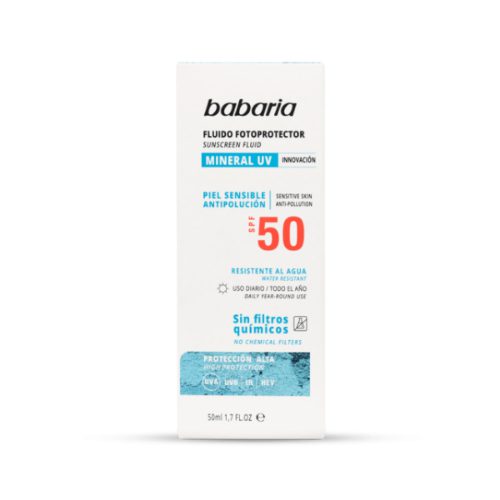 babaria
FLUIDO FOTOPROTECTOR
SUNSCREEN FLUID
MINERAL UV INNOVACIÓN
PIEL SENSIBLE SENSITIVE SKIN
ANTIPOLUCIÓN ANTI-POLLUTION
SPF 50
RESISTENTE AL AGUA
WATER RESISTANT
USO DIARIO / TODO EL AÑO
DAILY YEAR-ROUND USE
Sin filtros
químicos
NO CHEMICAL FILTERS
PROTECCIÓN ALTA
HIGH PROTECTION
UVA UVB IR HEV
50ml 1,7 FL.OZ e